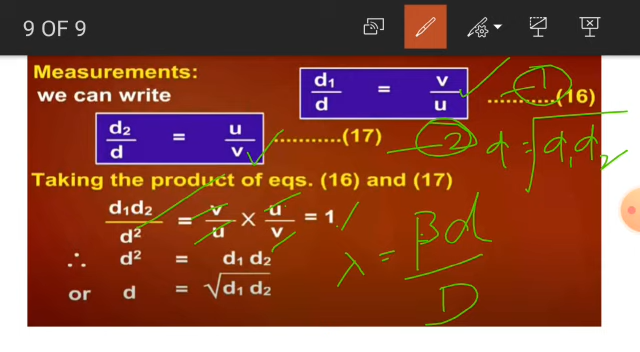 9 OF 9
Measurements:
we can write
d₁/d = v/u ..........(16) 1
d₂/d = u/v ..........(17) 2
d = √d₁d₂
Taking the product of eqs. (16) and (17)
d₁d₂/d² = v/u × u/v = 1
∴ d² = d₁ d₂
or d = √d₁ d₂
λ = βd/D